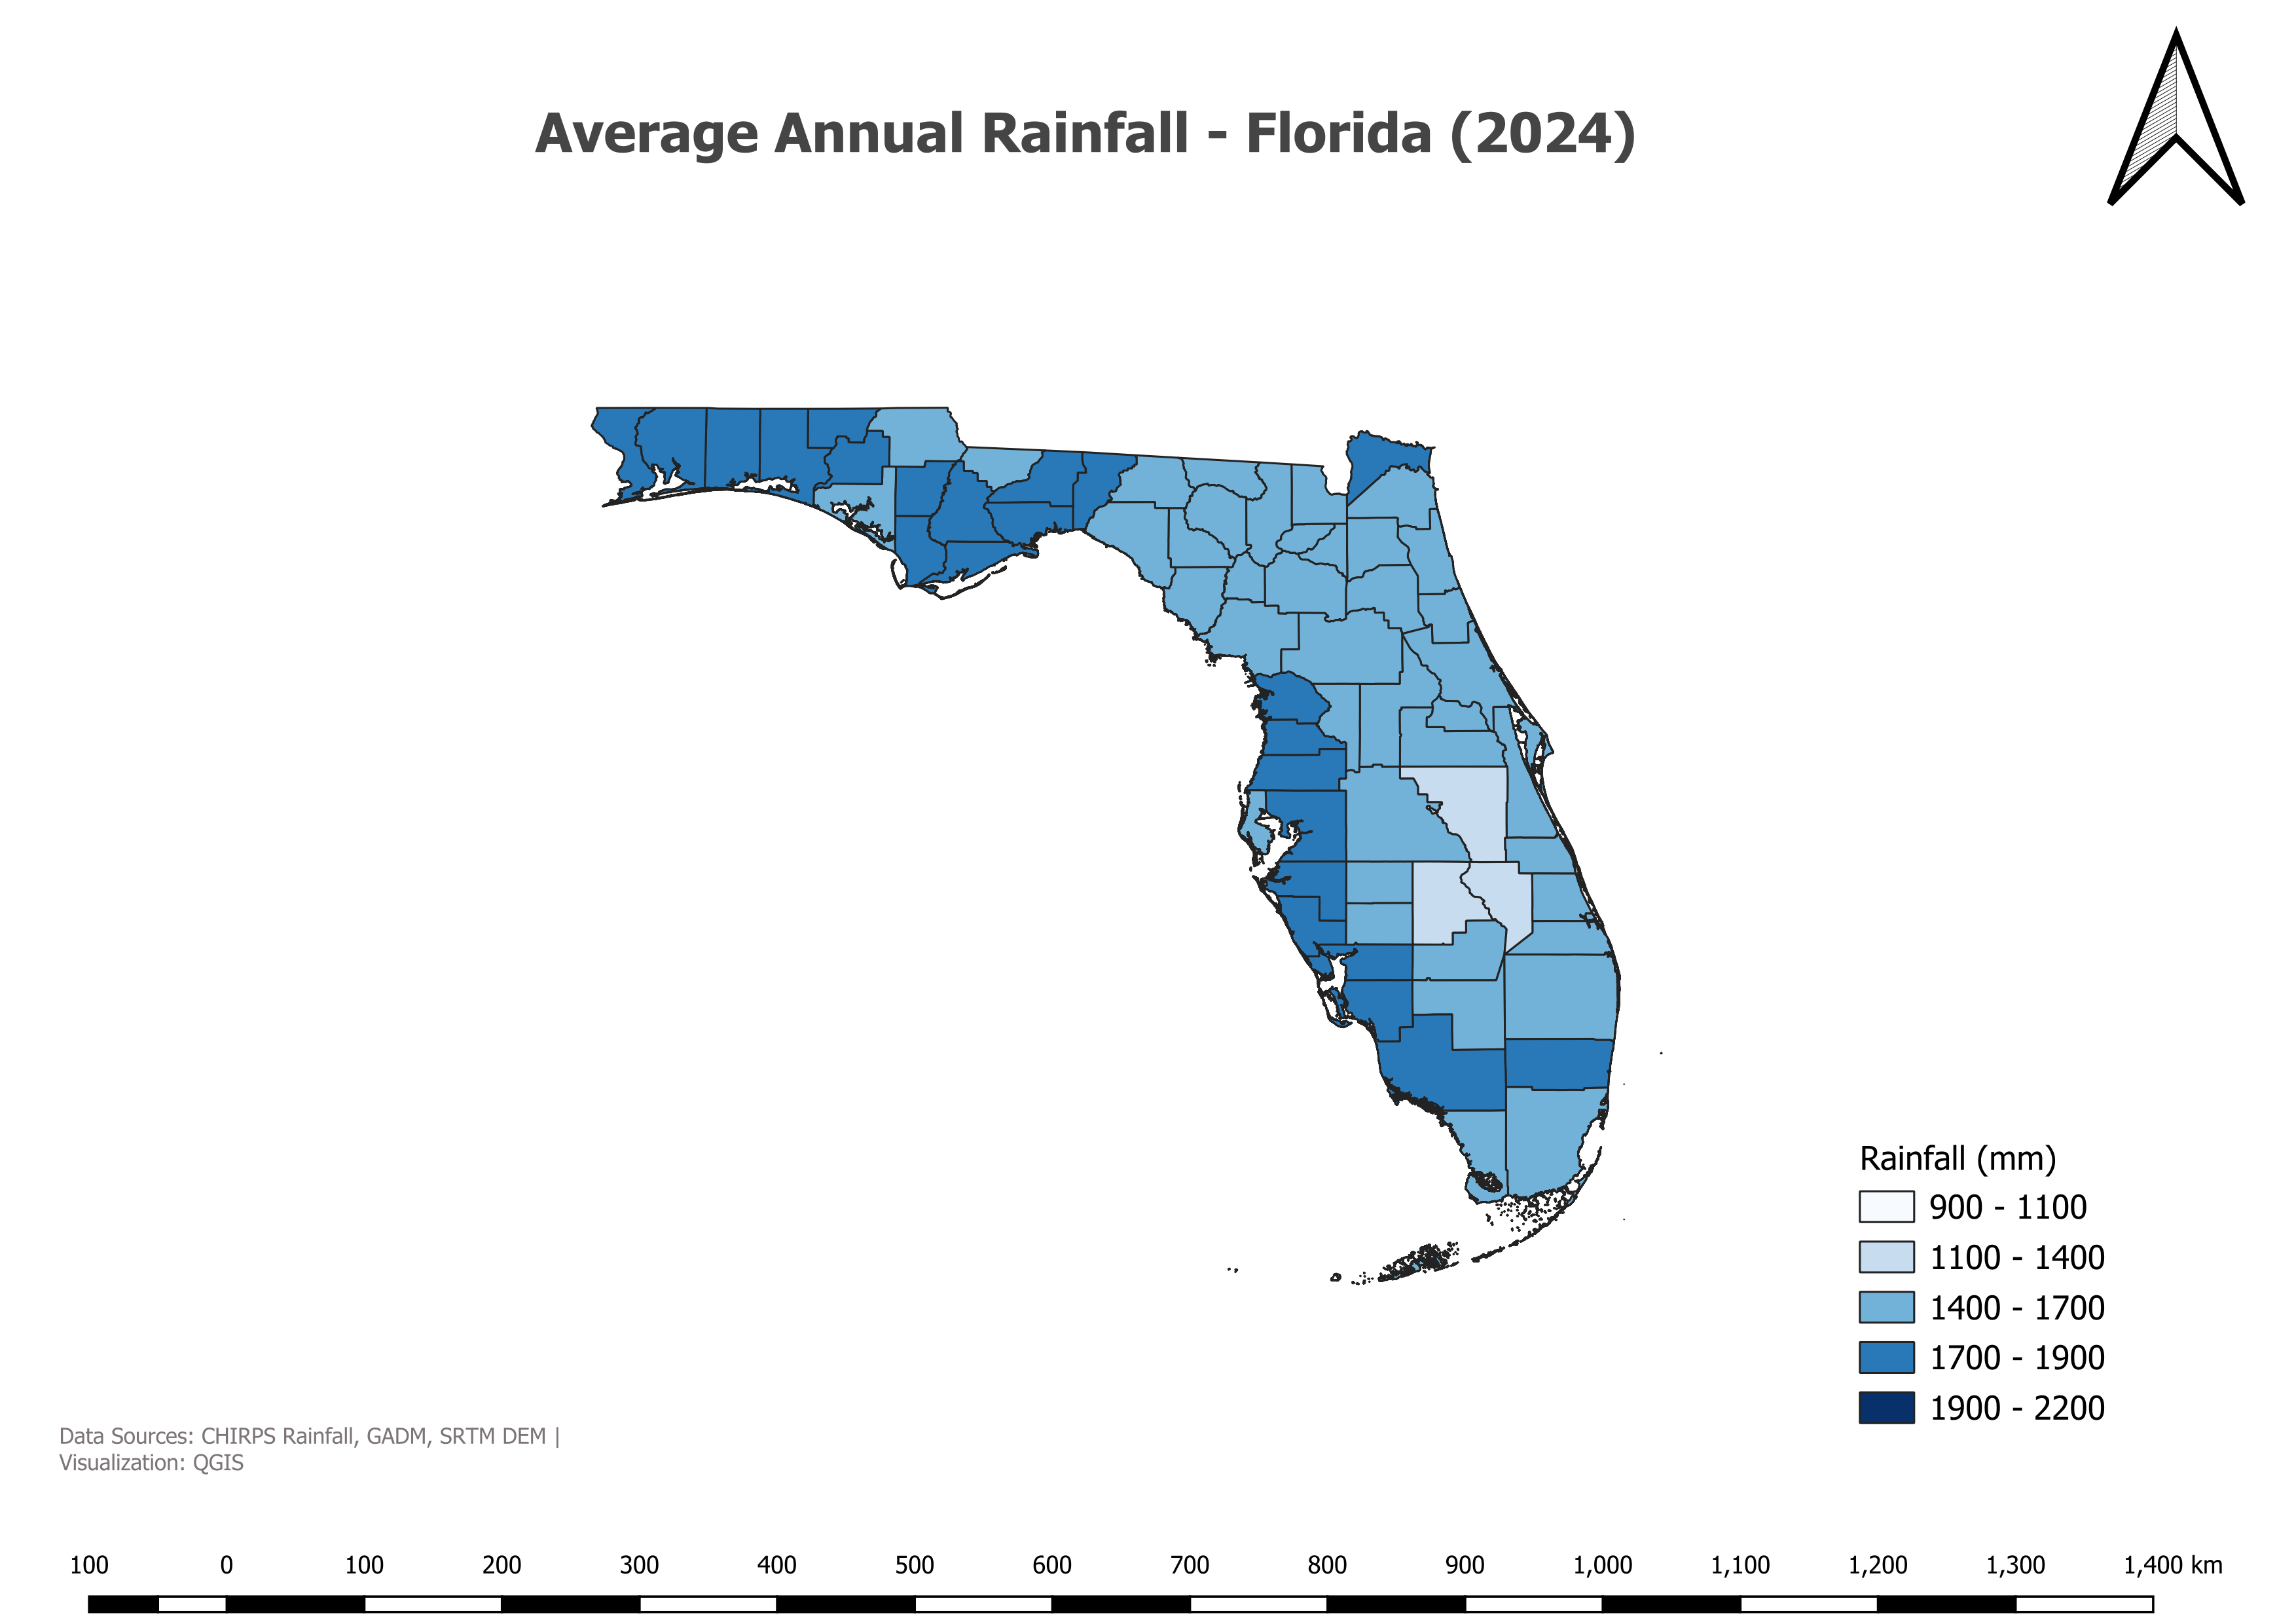 Average Annual Rainfall - Florida (2024)
Rainfall (mm)
900 - 1100
1100 - 1400
1400 - 1700
1700 - 1900
1900 - 2200
Data Sources: CHIRPS Rainfall, GADM, SRTM DEM |
Visualization: QGIS
100 0 100 200 300 400 500 600 700 800 900 1,000 1,100 1,200 1,300 1,400 km